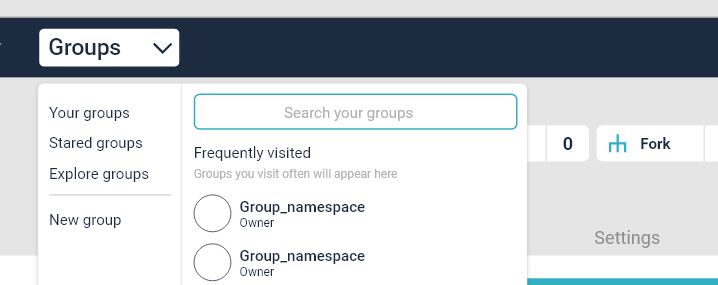 Groups
Your groups
Stared groups
Explore groups
New group
Search your groups
Frequently visited
Groups you visit often will appear here
Group_namespace
Owner
Group_namespace
Owner
0
Fork
Settings